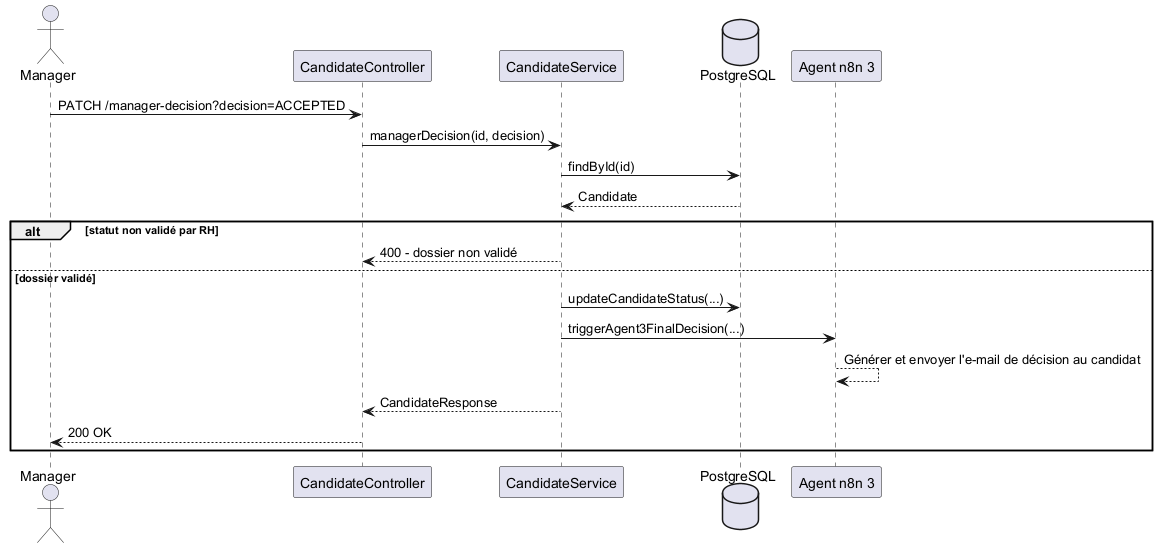 Manager
CandidateController
CandidateService
PostgreSQL
Agent n8n 3
PATCH /manager-decision?decision=ACCEPTED
managerDecision(id, decision)
findById(id)
Candidate
alt [statut non validé par RH]
400 - dossier non validé
[dossier validé]
updateCandidateStatus(...)
triggerAgent3FinalDecision(...)
Générer et envoyer l'e-mail de décision au candidat
CandidateResponse
200 OK
Manager
CandidateController
CandidateService
PostgreSQL
Agent n8n 3